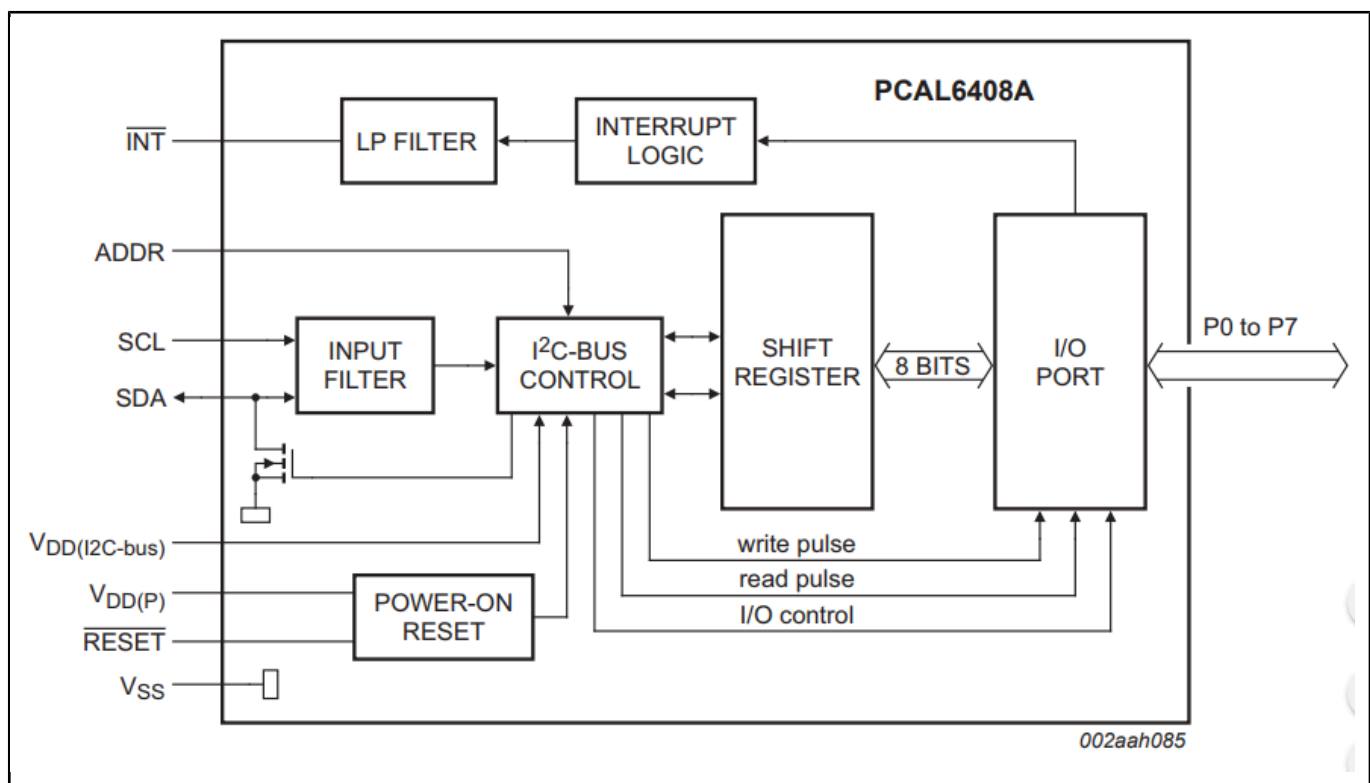 PCAL6408A
INT
LP FILTER
INTERRUPT
LOGIC
ADDR
SCL
SDA
INPUT
FILTER
I²C-BUS
CONTROL
SHIFT
REGISTER
8 BITS
I/O
PORT
P0 to P7
VDD(I2C-bus)
write pulse
VDD(P)
read pulse
RESET
POWER-ON
RESET
I/O control
VSS
002aah085